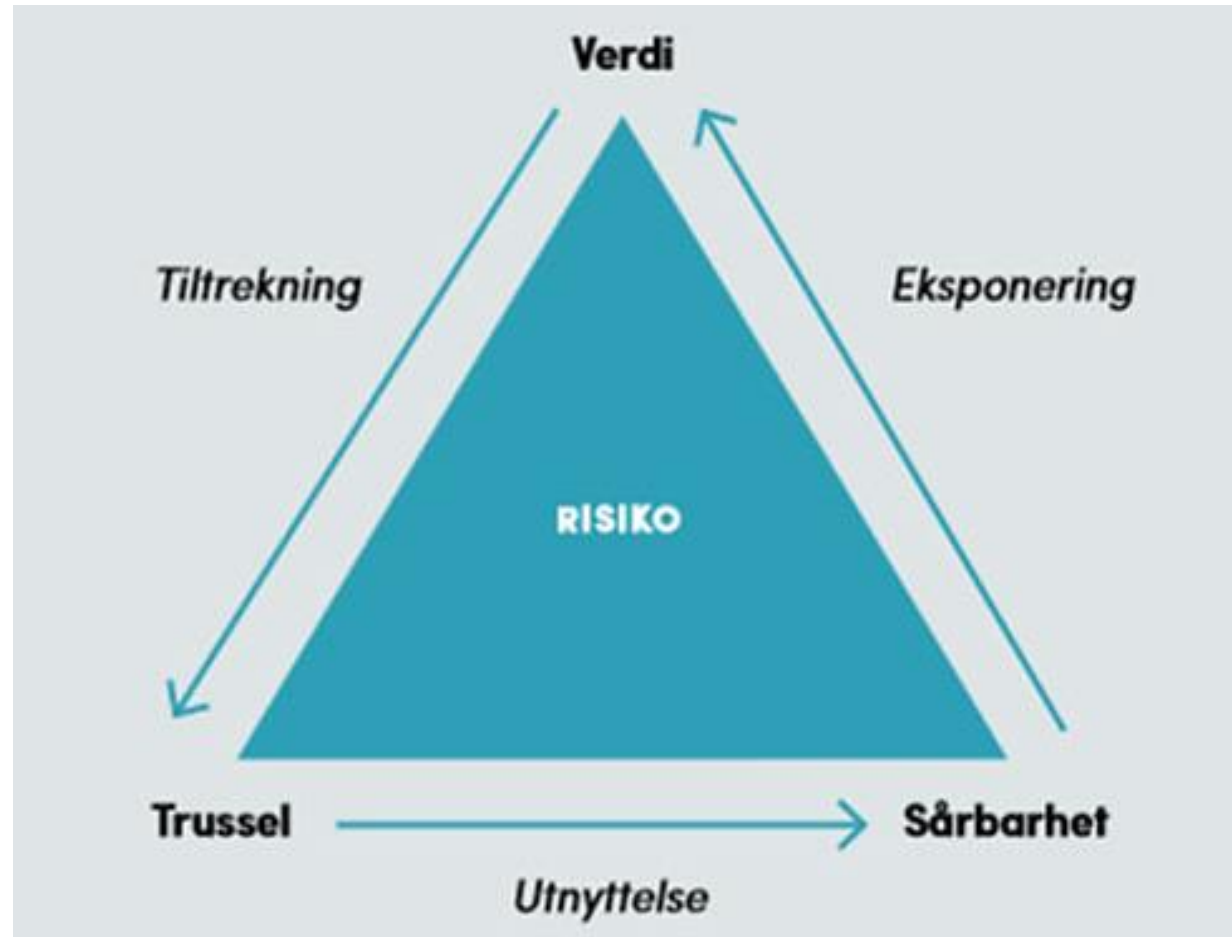 Verdi
Tiltrekning
Eksponering
RISIKO
Trussel
Sårbarhet
Utnyttelse